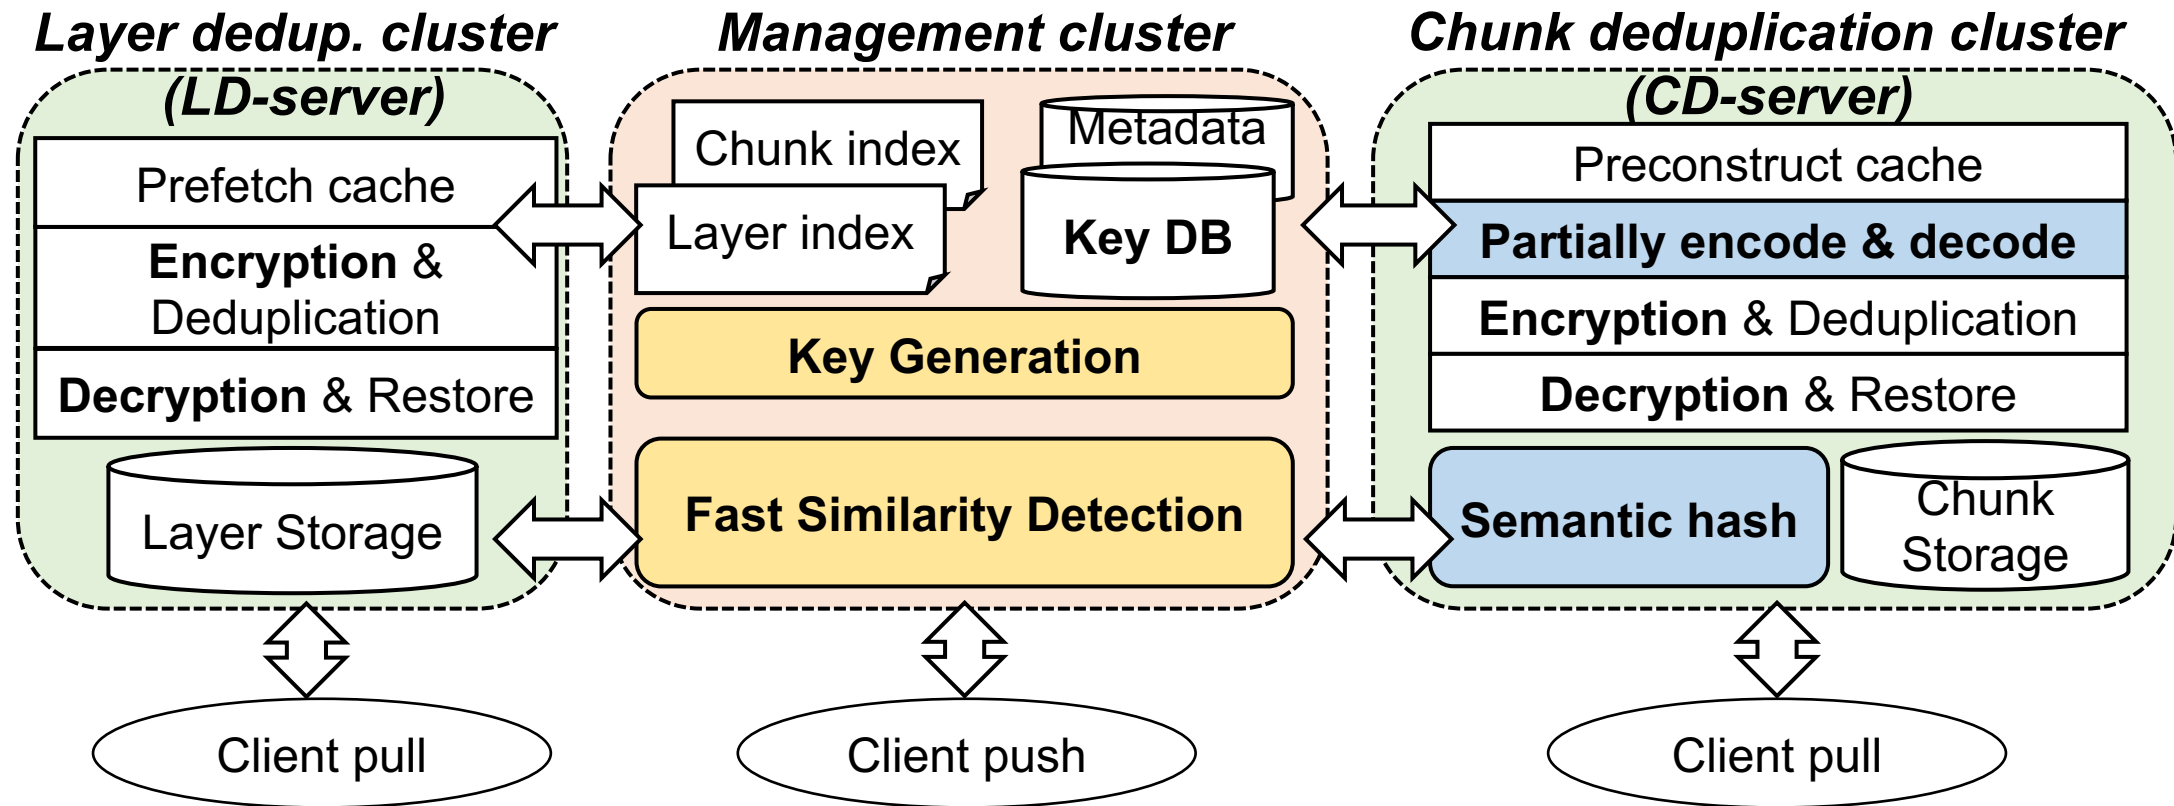 Layer dedup. cluster
(LD-server)
Prefetch cache
Encryption &
Deduplication
Decryption & Restore
Layer Storage
Client pull
Management cluster
Chunk index
Layer index
Metadata
Key DB
Key Generation
Fast Similarity Detection
Client push
Chunk deduplication cluster
(CD-server)
Preconstruct cache
Partially encode & decode
Encryption & Deduplication
Decryption & Restore
Semantic hash
Chunk
Storage
Client pull